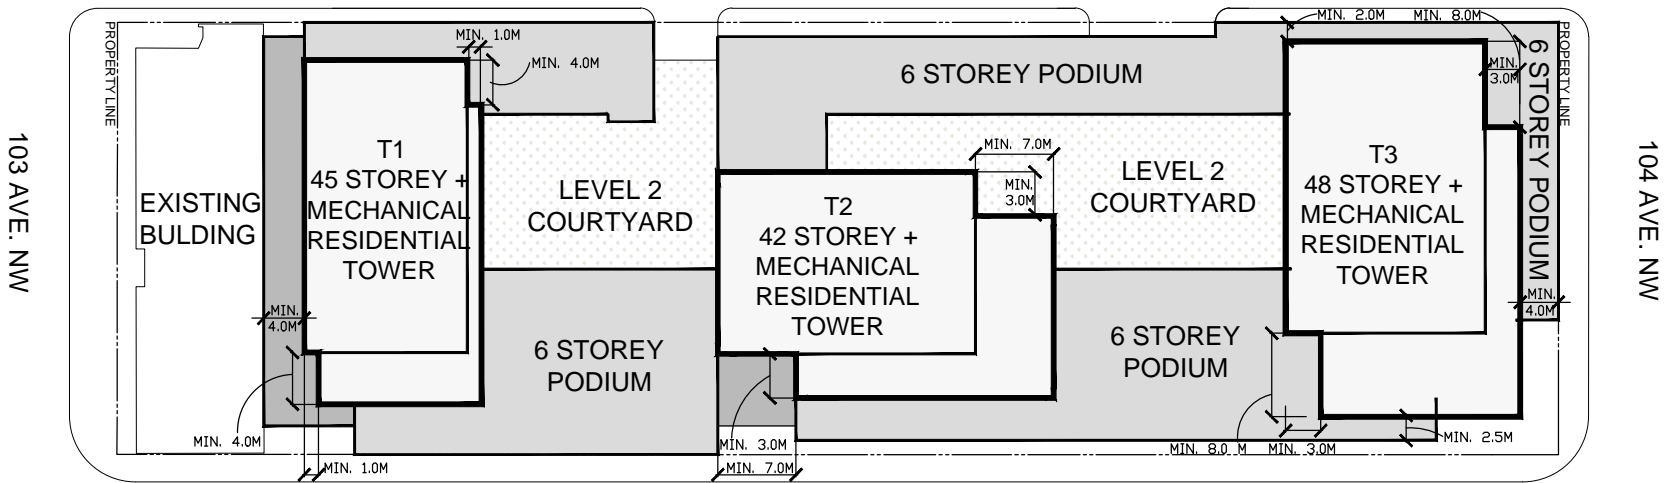 103 AVE. NW
PROPERTY LINE
EXISTING
BULDING
T1
45 STOREY +
MECHANICAL
RESIDENTIAL
TOWER
MIN. 1.0M
MIN. 4.0M
MIN.
4.0M
MIN. 4.0M
MIN. 1.0M
LEVEL 2
COURTYARD
6 STOREY
PODIUM
6 STOREY PODIUM
T2
42 STOREY +
MECHANICAL
RESIDENTIAL
TOWER
MIN. 7.0M
MIN.
3.0M
MIN. 3.0M
MIN. 7.0M
LEVEL 2
COURTYARD
6 STOREY
PODIUM
MIN. 2.0M
MIN. 8.0M
MIN.
3.0M
T3
48 STOREY +
MECHANICAL
RESIDENTIAL
TOWER
6 STOREY PODIUM
PROPERTY LINE
MIN.
4.0M
MIN. 8.0 M
MIN. 3.0M
MIN. 2.5M
104 AVE. NW